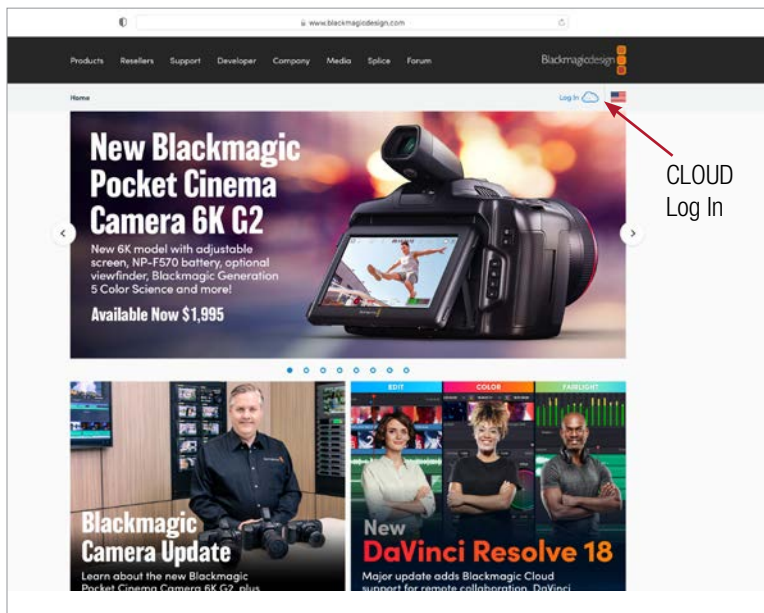 www.blackmagicdesign.com
Products Resellers Support Developer Company Media Splice Forum
Blackmagicdesign
Home
Log In
CLOUD
Log In
New Blackmagic
Pocket Cinema
Camera 6K G2
New 6K model with adjustable
screen, NP-F570 battery, optional
viewfinder, Blackmagic Generation
5 Color Science and more!
Available Now $1,995
EDIT COLOR FAIRLIGHT
Blackmagic
Camera Update
Learn about the new Blackmagic
Pocket Cinema Camera 6K G2, plus
New
DaVinci Resolve 18
Major update adds Blackmagic Cloud
support for remote collaboration, DaVinci